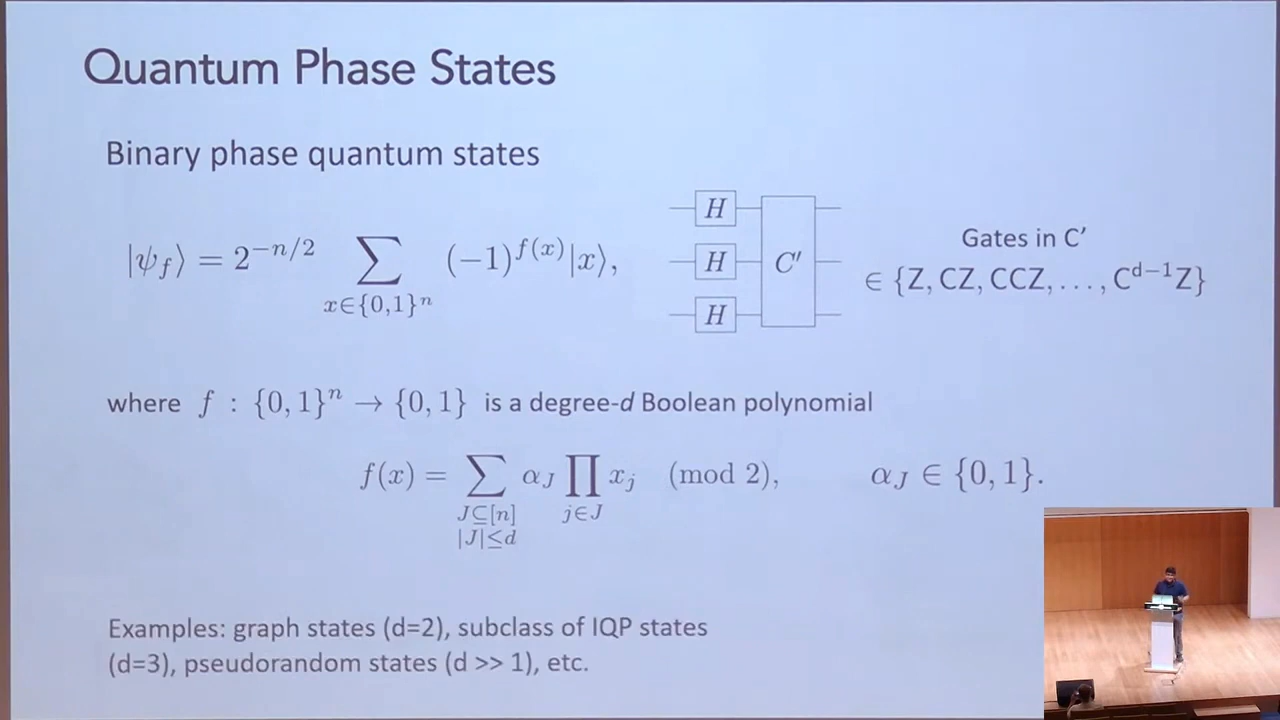 Quantum Phase States
Binary phase quantum states
|ψ_f⟩ = 2^{−n/2} ∑_{x∈{0,1}^n} (−1)^{f(x)}|x⟩,
H
H
H
C′
Gates in C′
∈ {Z, CZ, CCZ, . . . , C^{d−1}Z}
where f : {0,1}^n → {0,1} is a degree-d Boolean polynomial
f(x) = ∑_{J⊆[n] |J|≤d} α_J ∏_{j∈J} x_j (mod 2), α_J ∈ {0,1}.
Examples: graph states (d=2), subclass of IQP states
(d=3), pseudorandom states (d >> 1), etc.